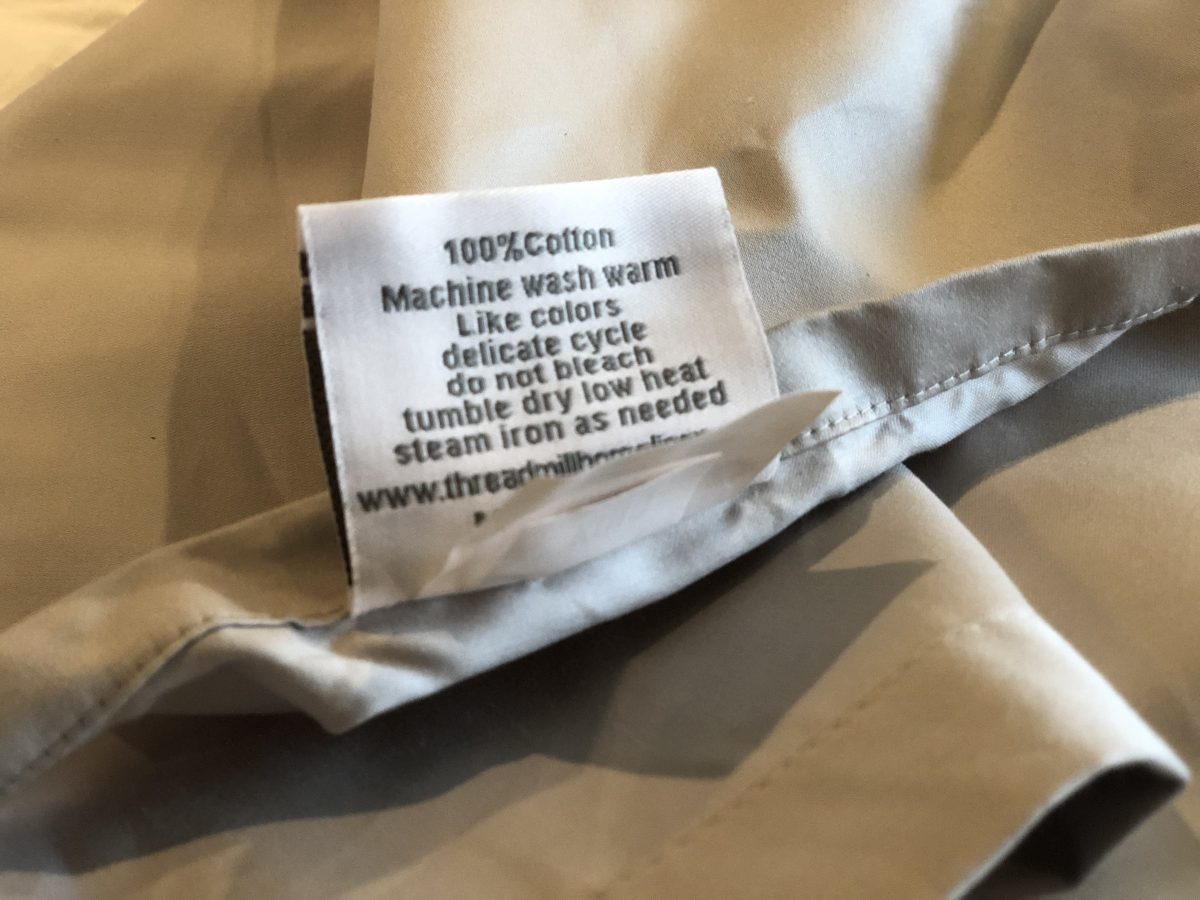 100%Cotton
Machine wash warm
Like colors
delicate cycle
do not bleach
tumble dry low heat
steam iron as needed